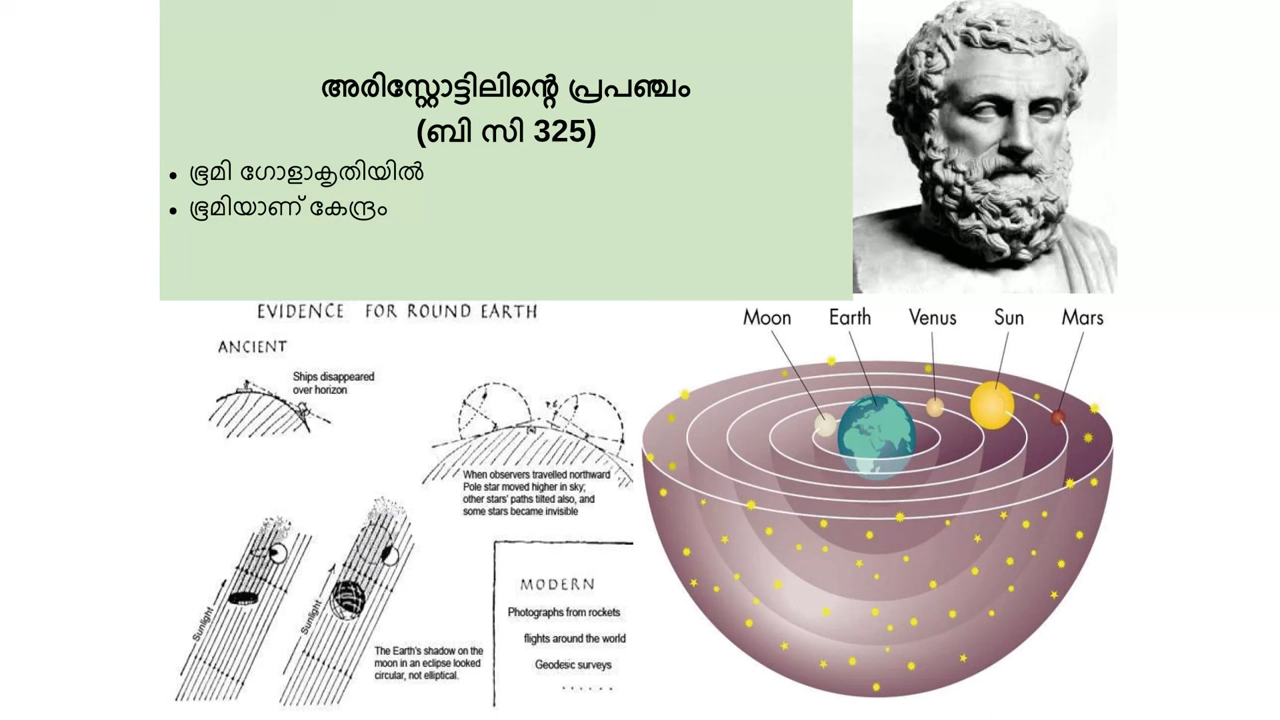 അരിസ്റ്റോട്ടിലിന്റെ പ്രപഞ്ചം
(ബി സി 325)
• ഭൂമി ഗോളാകൃതിയിൽ
• ഭൂമിയാണ് കേന്ദ്രം
EVIDENCE FOR ROUND EARTH
ANCIENT
Ships disappeared
over horizon
When observers travelled northward
Pole star moved higher in sky;
other stars' paths tilted also, and
some stars became invisible
Sunlight
Sunlight
The Earth's shadow on the
moon in an eclipse looked
circular, not elliptical.
MODERN
Photographs from rockets
flights around the world
Geodesic surveys
Moon Earth Venus Sun Mars